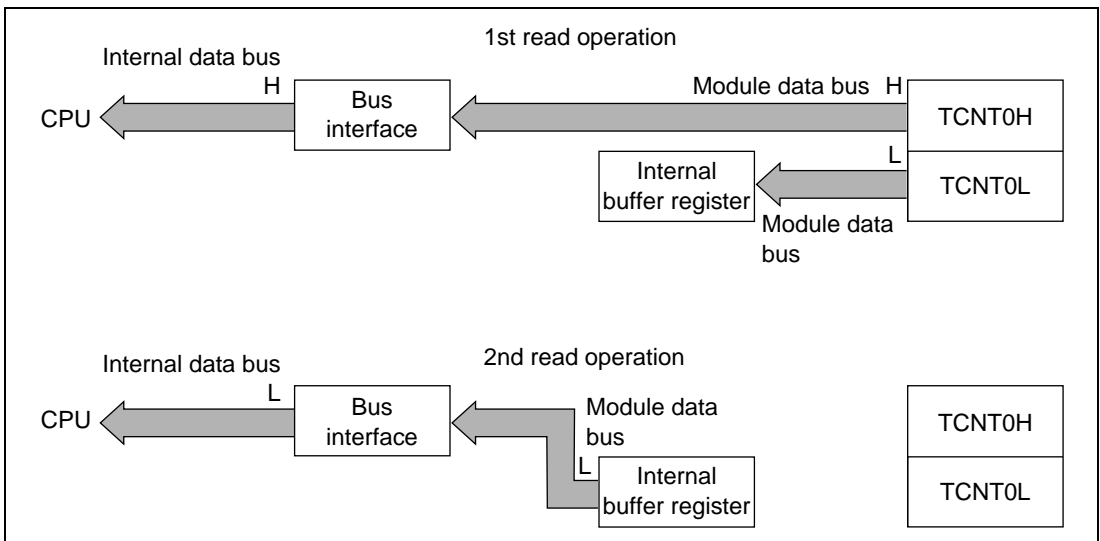 1st read operation
Internal data bus
H
CPU
Bus
interface
Module data bus H
TCNT0H
Internal
buffer register
L
TCNT0L
Module data
bus
2nd read operation
Internal data bus
L
CPU
Bus
interface
Module data
bus
L
Internal
buffer register
TCNT0H
TCNT0L